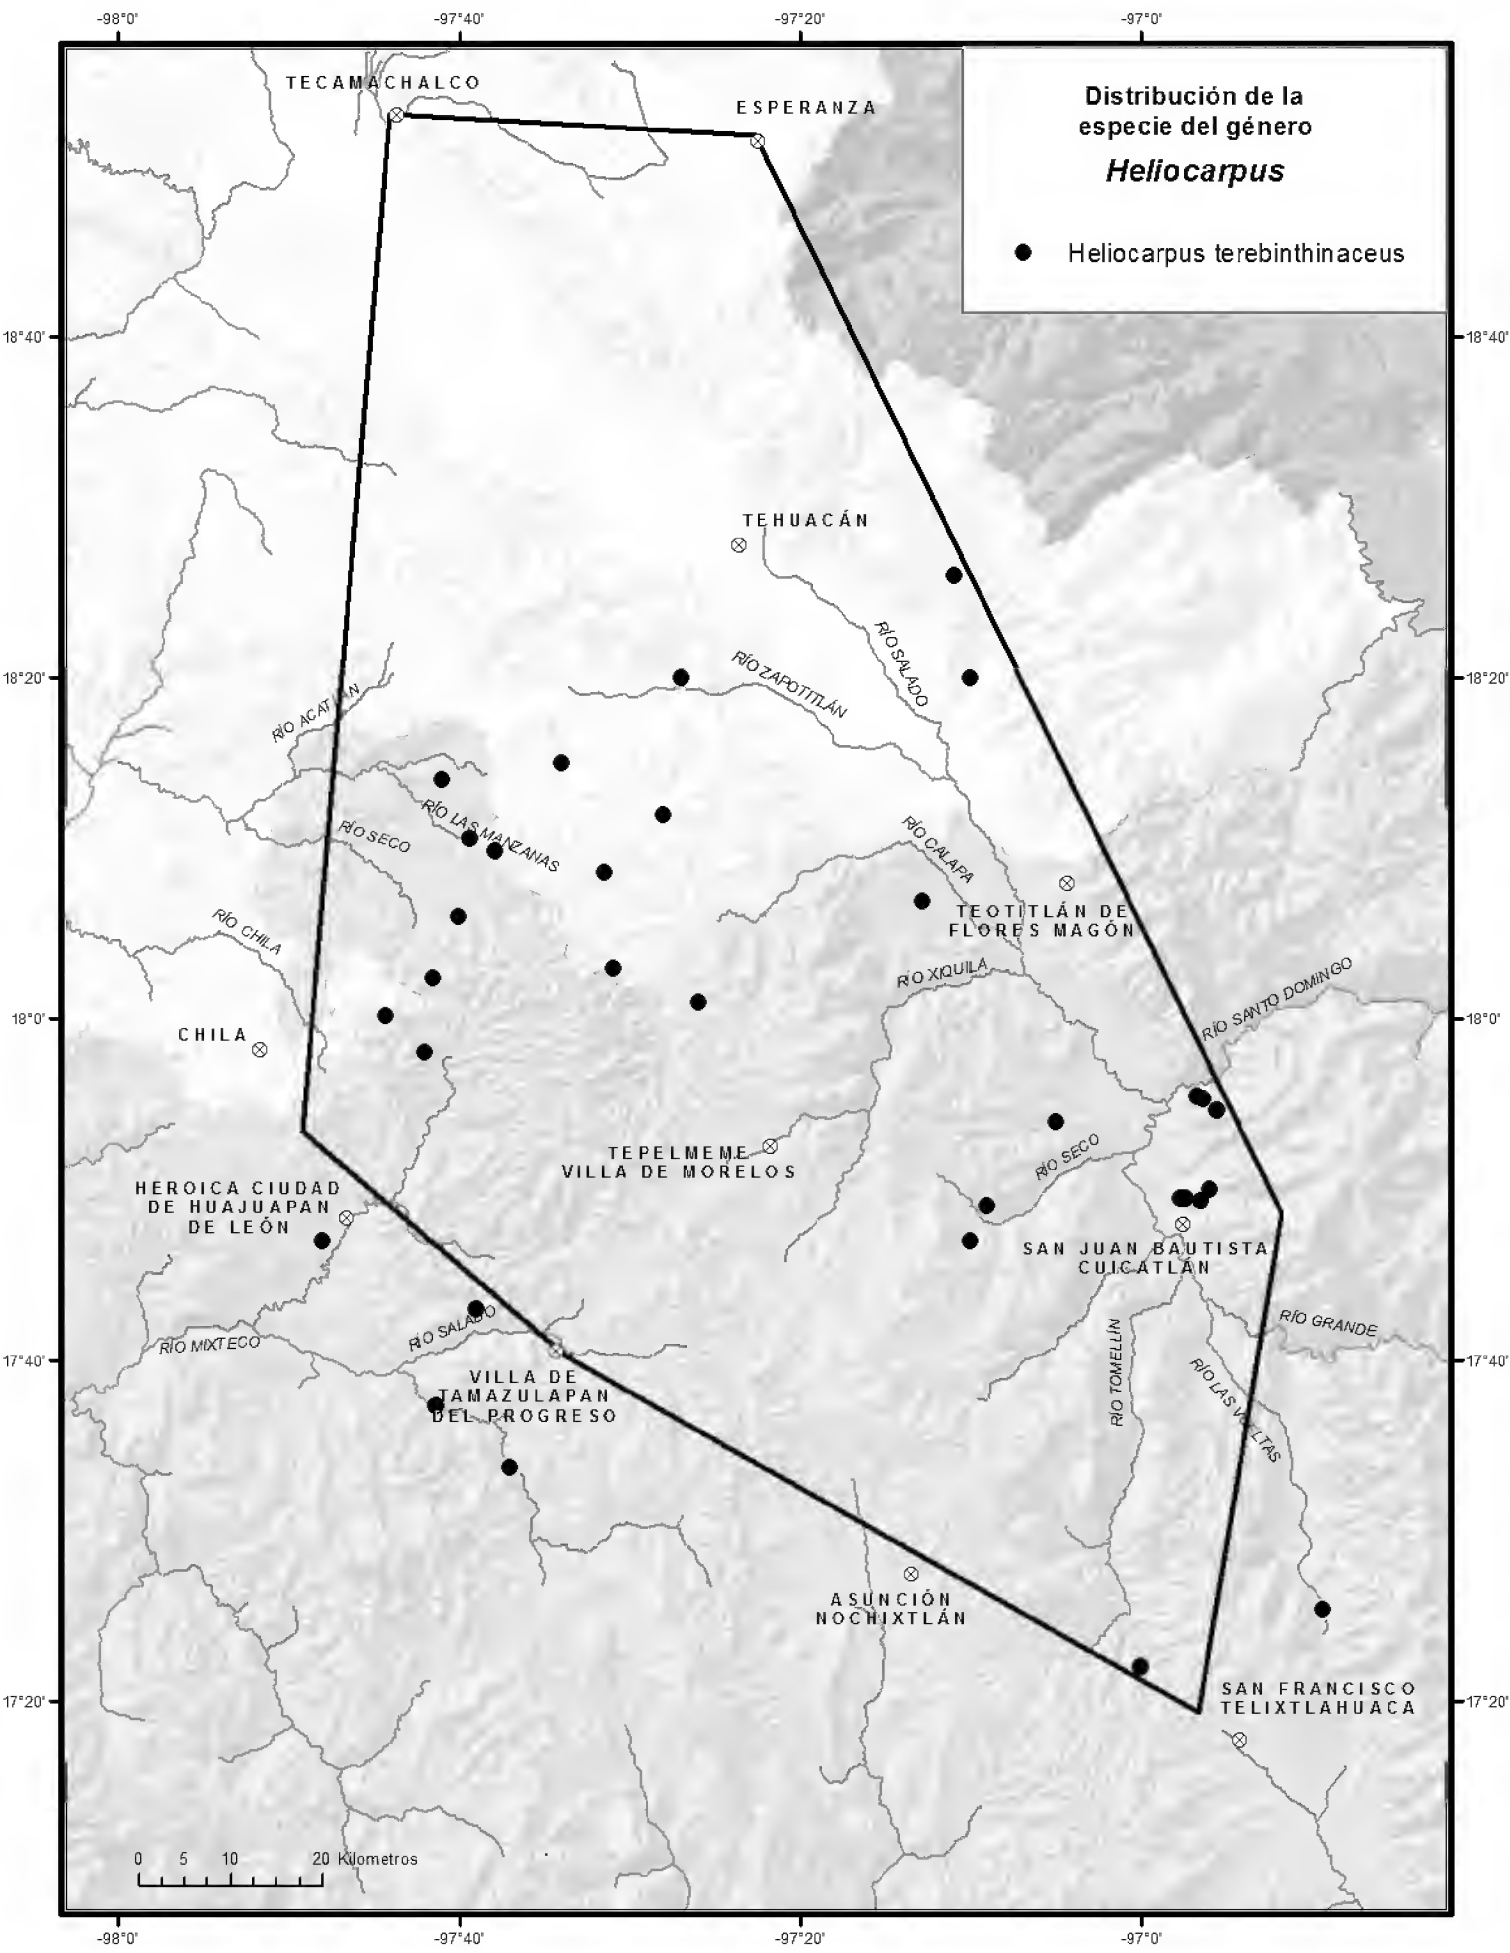 -98°0'
-97°40'
-97°20'
-97°0'
TECAMACHALCO
ESPERANZA
Distribución de la
especie del género
Heliocarpus
Heliocarpus terebinthinaceus
18°40'
18°40'
TEHUACÁN
RÍO SALADO
18°20'
18°20'
RÍO ZAPOTITLÁN
RÍO ACATLÁN
RÍO LAS MANZANAS
RÍO SECO
RÍO CALAPA
TEOTITLÁN DE
FLORES MAGÓN
RÍO CHILA
RÍO XIQUILA
RÍO SANTO DOMINGO
18°0'
18°0'
CHILA
TEPELMEME
VILLA DE MORELOS
RÍO SECO
HEROICA CIUDAD
DE HUAJUAPAN
DE LEÓN
SAN JUAN BAUTISTA
CUICATLÁN
RÍO SALADO
RÍO MIXTECO
RÍO GRANDE
17°40'
17°40'
VILLA DE
TAMAZULAPAN
DEL PROGRESO
RÍO TOMELLÍN
RÍO LAS VUELTAS
ASUNCIÓN
NOCHIXTLÁN
17°20'
17°20'
SAN FRANCISCO
TELIXTLAHUACA
0 5 10 20 Kilometros
-98°0'
-97°40'
-97°20'
-97°0'